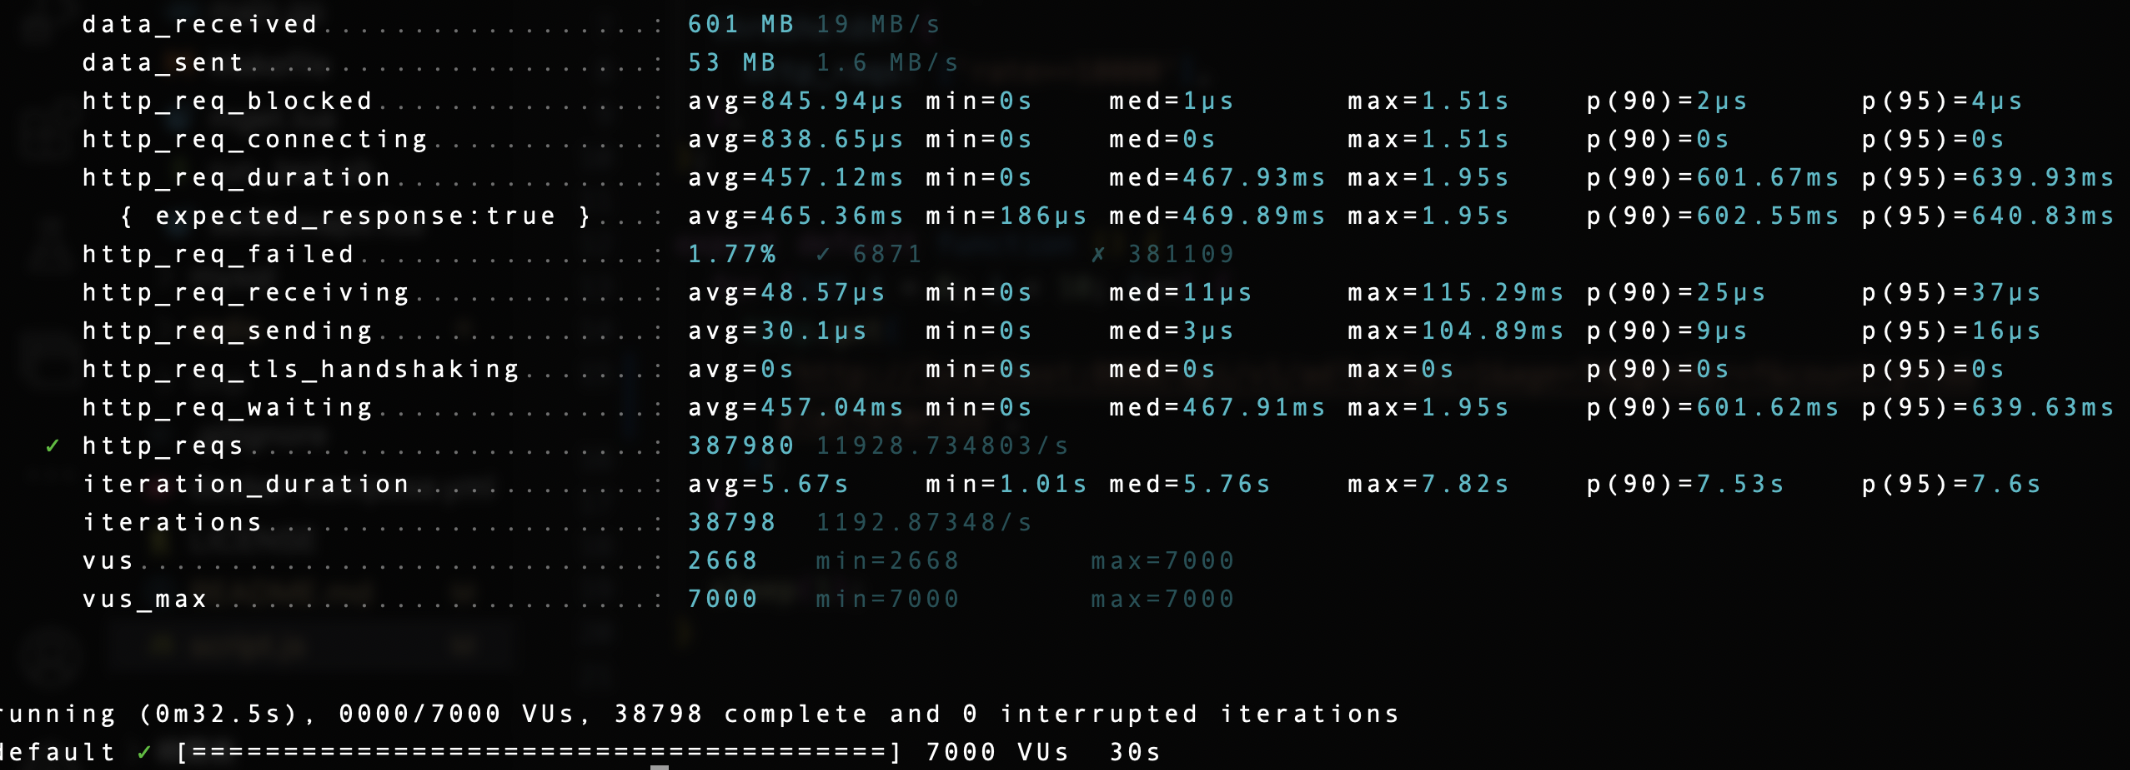 data_received..................: 601 MB 19 MB/s
data_sent......................: 53 MB 1.6 MB/s
http_req_blocked...............: avg=845.94µs min=0s med=1µs max=1.51s p(90)=2µs p(95)=4µs
http_req_connecting............: avg=838.65µs min=0s med=0s max=1.51s p(90)=0s p(95)=0s
http_req_duration..............: avg=457.12ms min=0s med=467.93ms max=1.95s p(90)=601.67ms p(95)=639.93ms
{ expected_response:true }...: avg=465.36ms min=186µs med=469.89ms max=1.95s p(90)=602.55ms p(95)=640.83ms
http_req_failed................: 1.77% ✓ 6871 ✗ 381109
http_req_receiving.............: avg=48.57µs min=0s med=11µs max=115.29ms p(90)=25µs p(95)=37µs
http_req_sending...............: avg=30.1µs min=0s med=3µs max=104.89ms p(90)=9µs p(95)=16µs
http_req_tls_handshaking.......: avg=0s min=0s med=0s max=0s p(90)=0s p(95)=0s
http_req_waiting...............: avg=457.04ms min=0s med=467.91ms max=1.95s p(90)=601.62ms p(95)=639.63ms
✓ http_reqs......................: 387980 11928.734803/s
iteration_duration.............: avg=5.67s min=1.01s med=5.76s max=7.82s p(90)=7.53s p(95)=7.6s
iterations.....................: 38798 1192.87348/s
vus............................: 2668 min=2668 max=7000
vus_max........................: 7000 min=7000 max=7000
running (0m32.5s), 0000/7000 VUs, 38798 complete and 0 interrupted iterations
default ✓ [======================================] 7000 VUs 30s